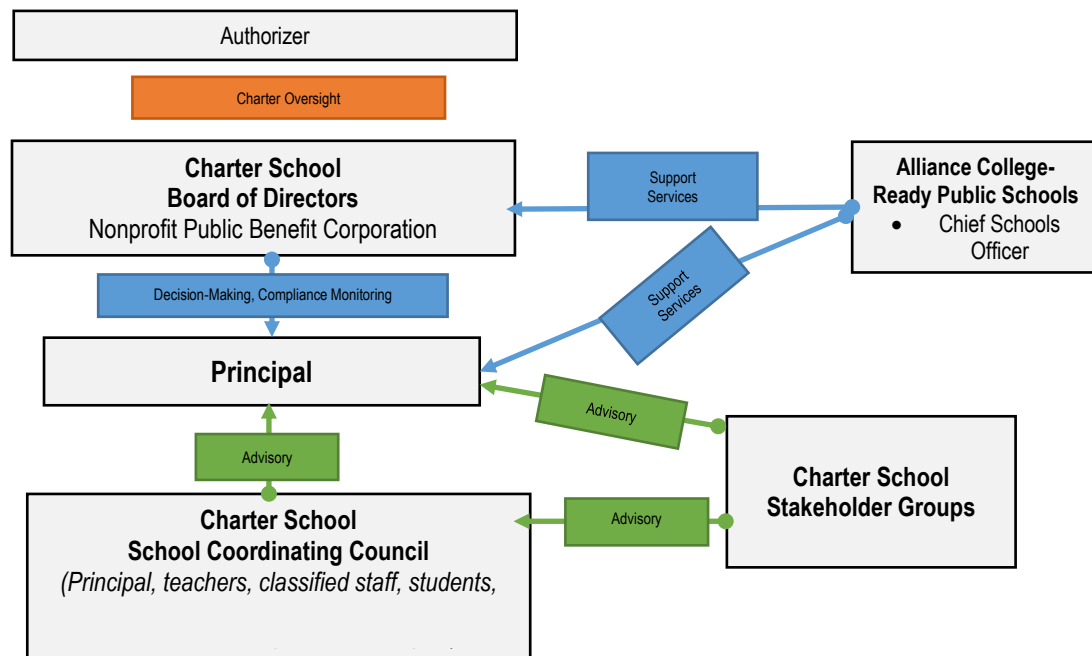 Authorizer
Charter Oversight
Charter School
Board of Directors
Nonprofit Public Benefit Corporation
Support
Services
Alliance College-
Ready Public Schools
• Chief Schools
Officer
Decision-Making, Compliance Monitoring
Support
Services
Principal
Advisory
Advisory
Charter School
Stakeholder Groups
Charter School
School Coordinating Council
(Principal, teachers, classified staff, students,
Advisory